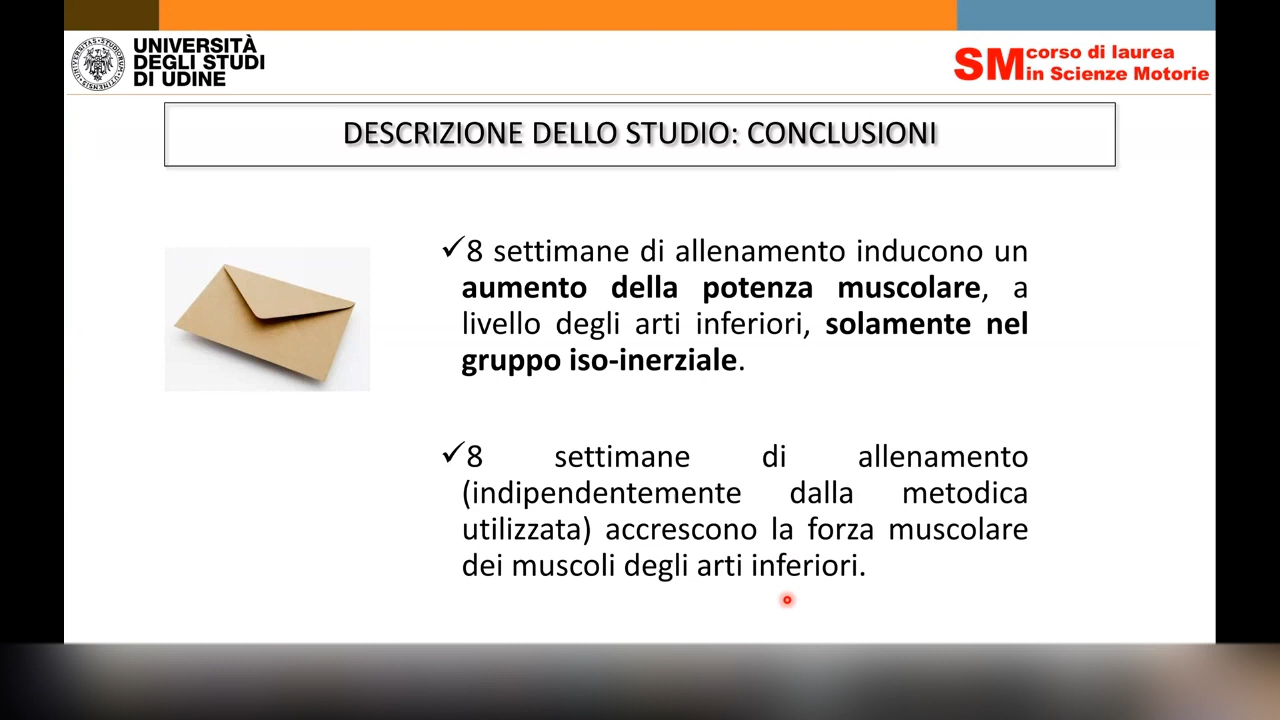 UNIVERSITÀ
DEGLI STUDI
DI UDINE
SM corso di laurea
in Scienze Motorie
DESCRIZIONE DELLO STUDIO: CONCLUSIONI
✓8 settimane di allenamento inducono un
aumento della potenza muscolare, a
livello degli arti inferiori, solamente nel
gruppo iso-inerziale.
✓8 settimane di allenamento
(indipendentemente dalla metodica
utilizzata) accrescono la forza muscolare
dei muscoli degli arti inferiori.